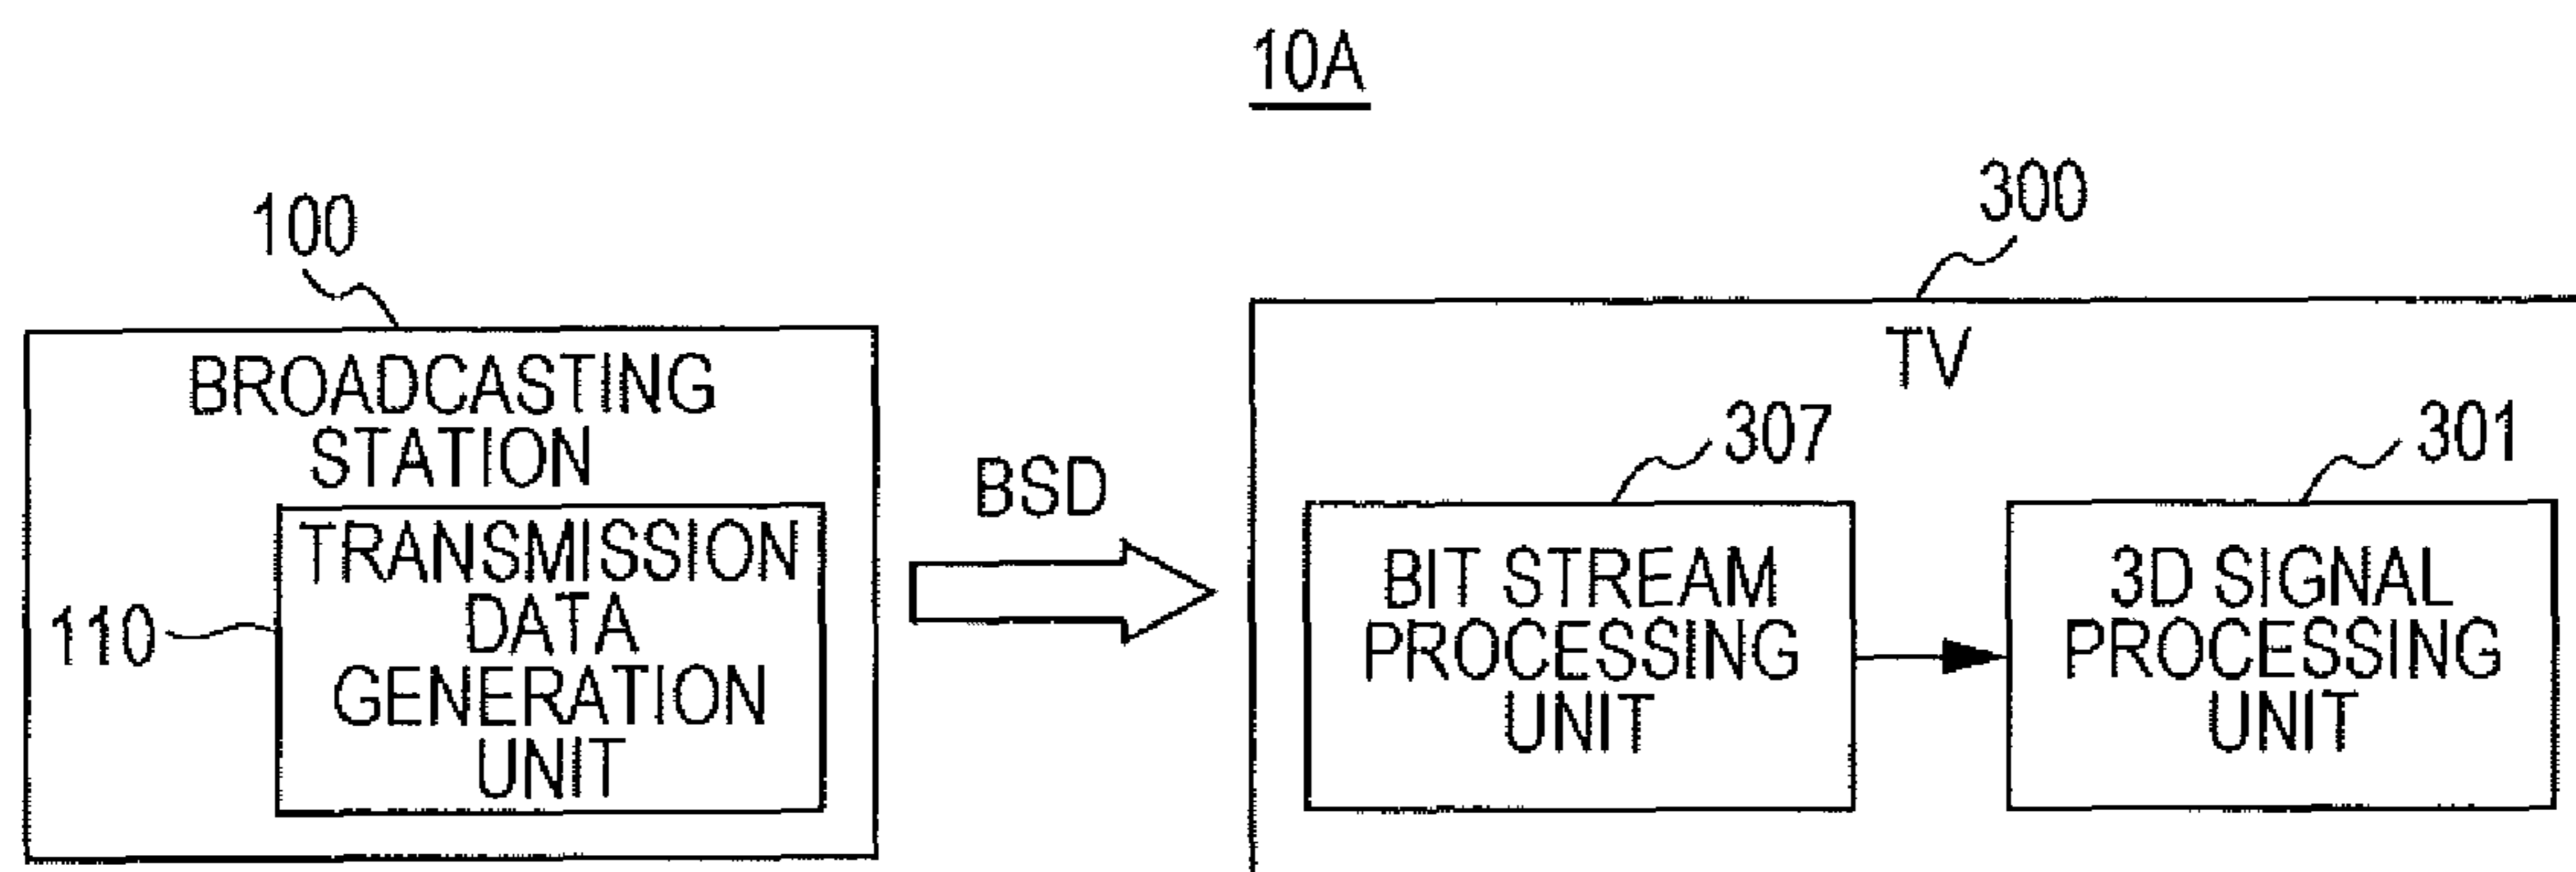 10A
100
BROADCASTING
STATION
110
TRANSMISSION
DATA
GENERATION
UNIT
BSD
300
TV
307
BIT STREAM
PROCESSING
UNIT
301
3D SIGNAL
PROCESSING
UNIT